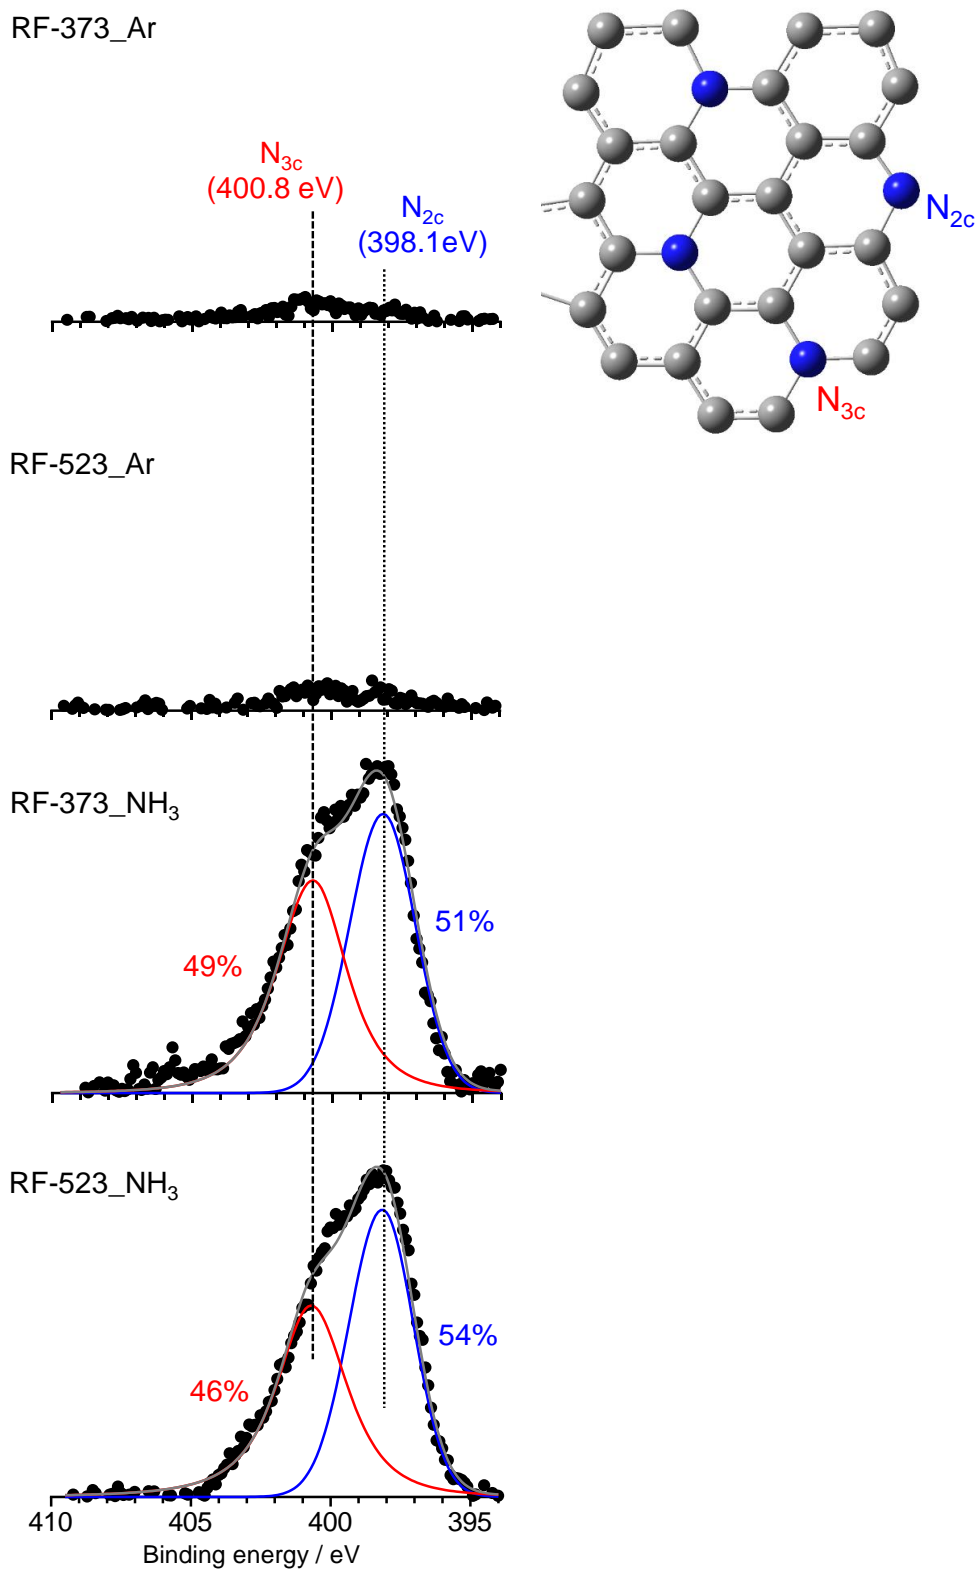 RF-373_Ar
N3c
(400.8 eV)
N2c
(398.1eV)
N2c
N3c
RF-523_Ar
RF-373_NH3
51%
49%
RF-523_NH3
54%
46%
410 405 400 395
Binding energy / eV